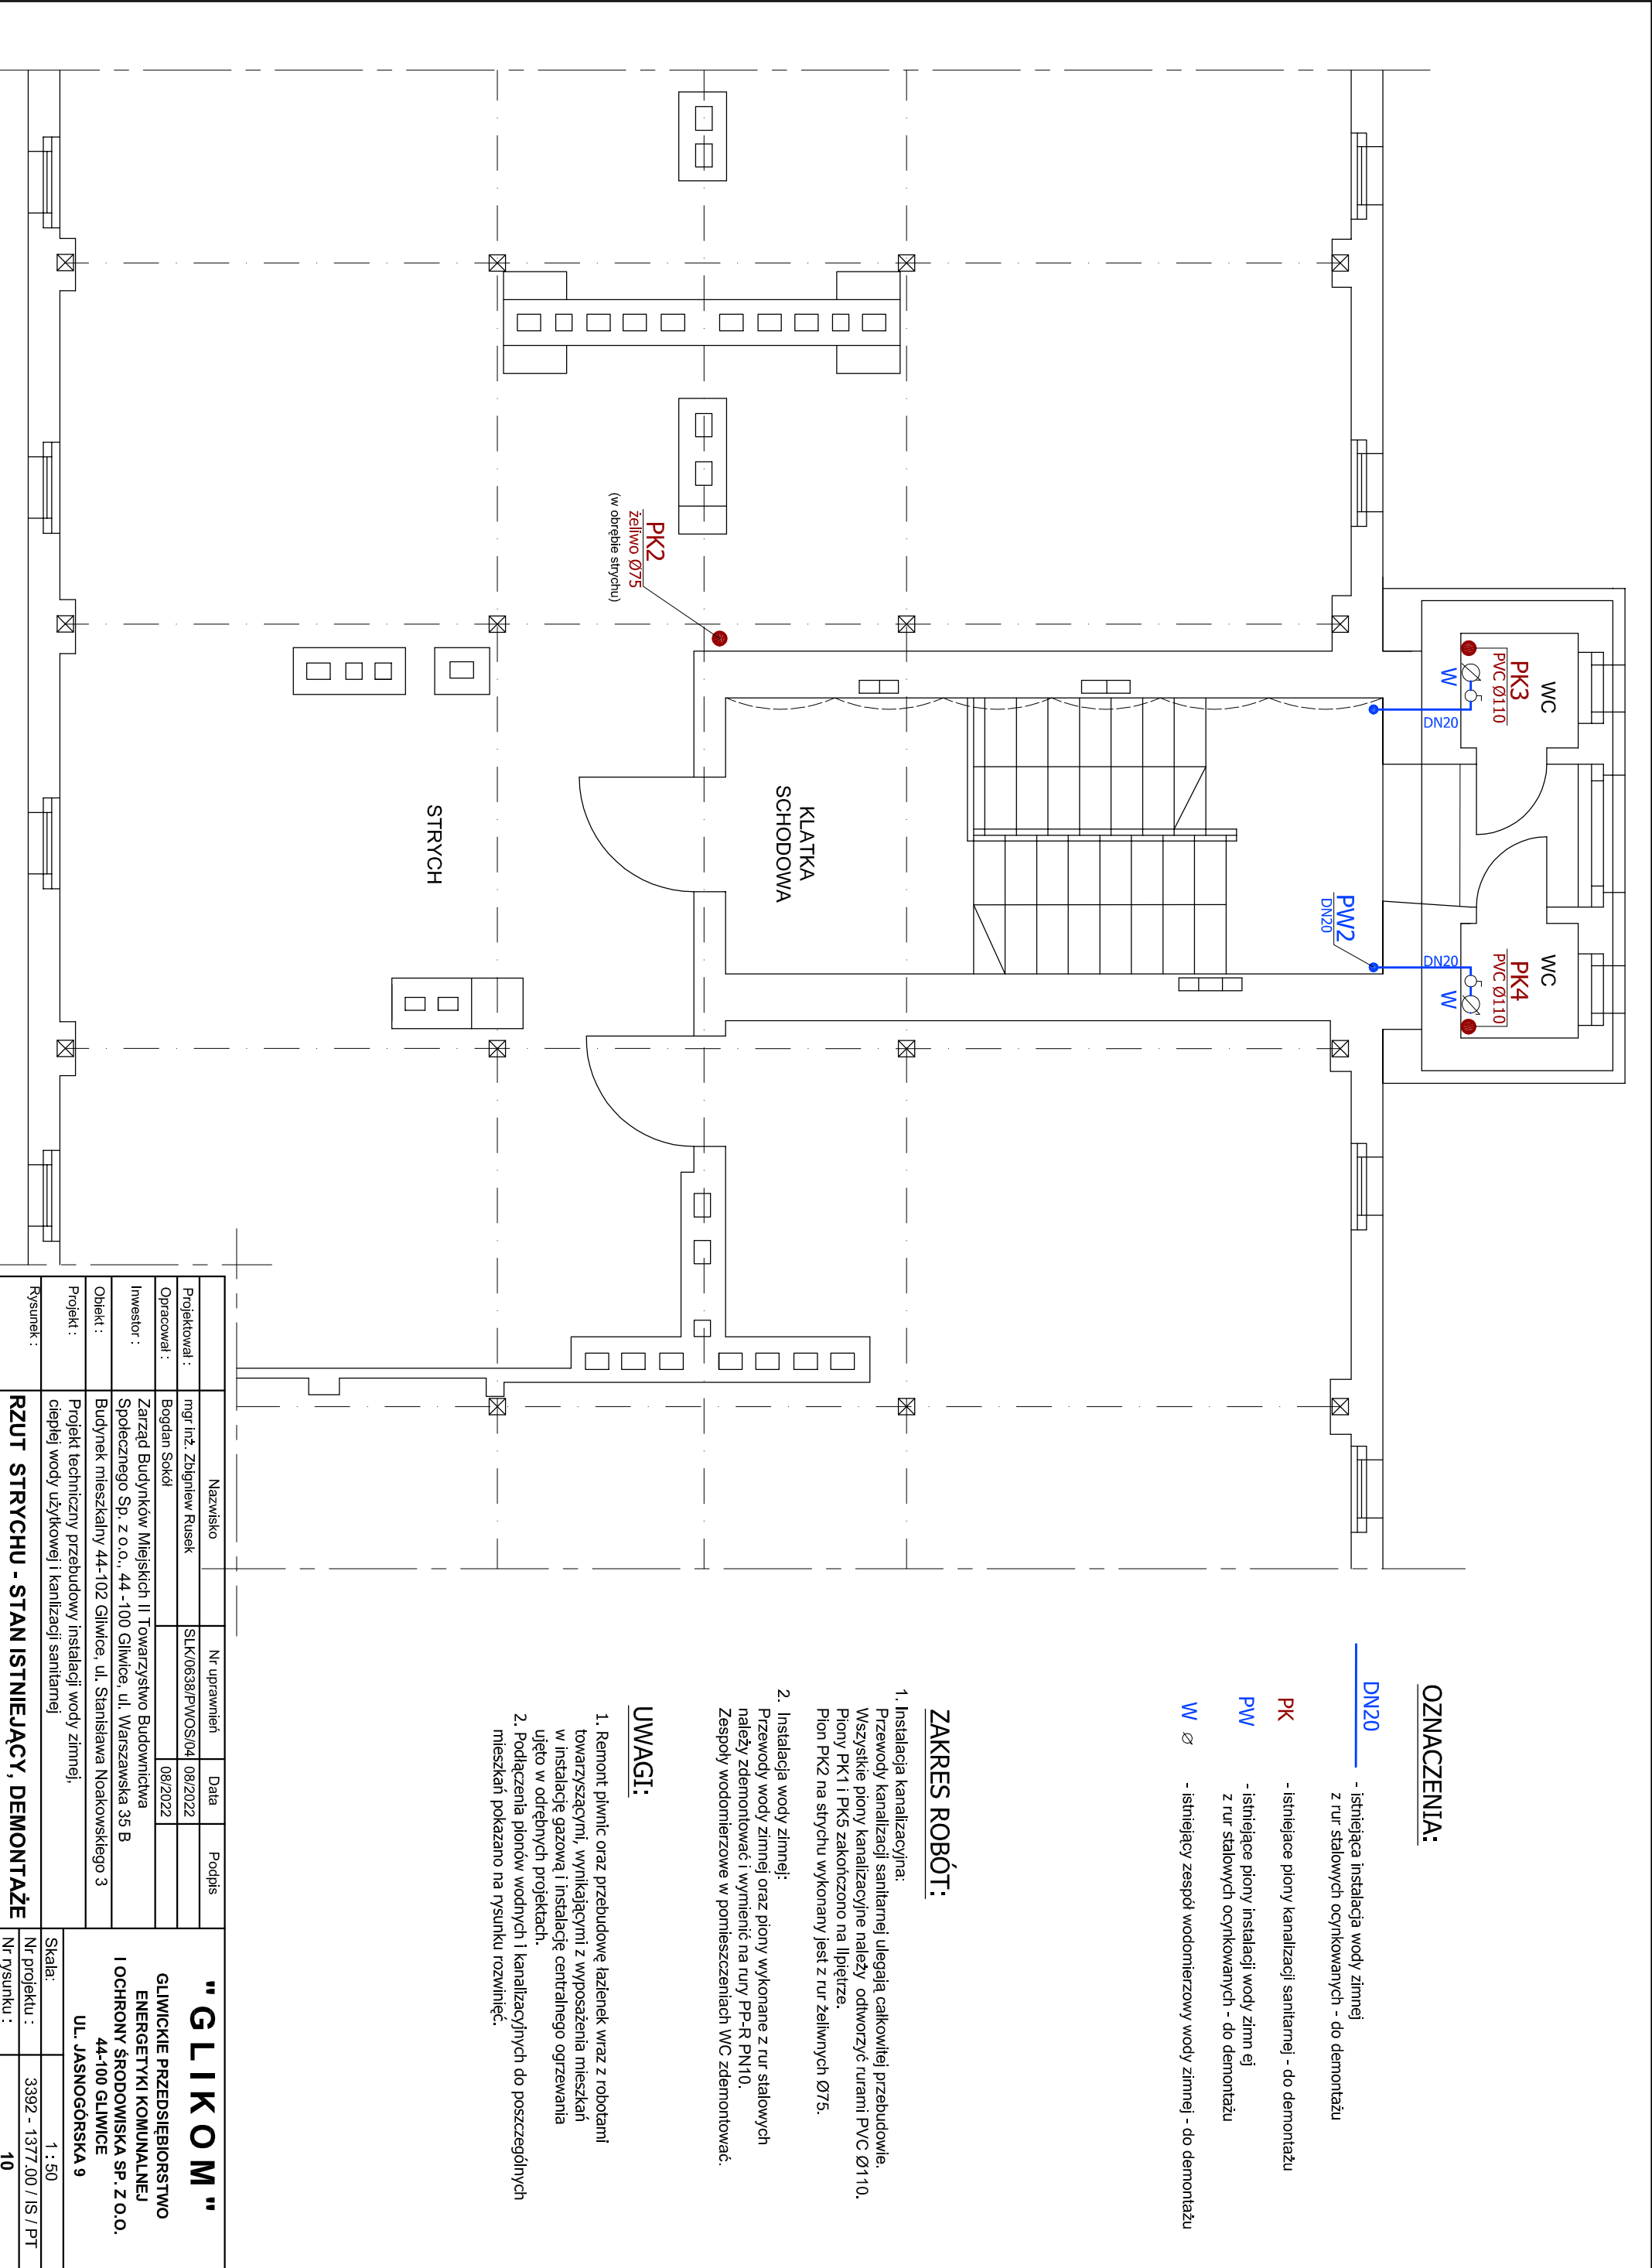 WC
PK3
PVC Ø110
W
DN20
WC
PK4
PVC Ø110
W
DN20
PW2
DN20
KLATKA
SCHODOWA
PK2
żeliwo Ø75
(w obrębie strychu)
STRYCH
OZNACZENIA:
DN20
- istniejąca instalacja wody zimnej
z rur stalowych ocynkowanych - do demontażu
PK
- istniejace piony kanalizacji sanitarnej - do demontażu
PW
- istniejące piony instalacji wody zimn ej
z rur stalowych ocynkowanych - do demontażu
W ⌀
- istniejący zespół wodomierzowy wody zimnej - do demontażu
ZAKRES ROBÓT:
1. Instalacja kanalizacyjna:
Przewody kanalizacji sanitarnej ulegają całkowitej przebudowie.
Wszystkie piony kanalizacyjne należy odtworzyć rurami PVC Ø110.
Piony PK1 i PK5 zakończono na IIpiętrze.
Pion PK2 na strychu wykonany jest z rur żeliwnych Ø75.
2. Instalacja wody zimnej:
Przewody wody zimnej oraz piony wykonane z rur stalowych
należy zdemontować i wymienić na rury PP-R PN10.
Zespoły wodomierzowe w pomieszczeniach WC zdemontować.
UWAGI:
1. Remont piwnic oraz przebudowę łazienek wraz z robotami
towarzyszącymi, wynikającymi z wyposażenia mieszkań
w instalację gazową i instalację centralnego ogrzewania
ujęto w odrębnych projektach.
2. Podłączenia pionów wodnych i kanalizacyjnych do poszczególnych
mieszkań pokazano na rysunku rozwinięć.
Nazwisko
Nr uprawnień
Data
Podpis
Projektował :
mgr inż. Zbigniew Rusek
SLK/0638/PWOS/04
08/2022
Opracował :
Bogdan Sokół
08/2022
Inwestor :
Zarząd Budynków Miejskich II Towarzystwo Budownictwa
Społecznego Sp. z o.o., 44 -100 Gliwice, ul. Warszawska 35 B
Obiekt :
Budynek mieszkalny 44-102 Gliwice, ul. Stanisława Noakowskiego 3
Projekt :
Projekt techniczny przebudowy instalacji wody zimnej,
ciepłej wody użytkowej i kanlizacji sanitarnej
Rysunek :
RZUT STRYCHU - STAN ISTNIEJĄCY, DEMONTAŻE
"GLIKOM"
GLIWICKIE PRZEDSIĘBIORSTWO
ENERGETYKI KOMUNALNEJ
I OCHRONY ŚRODOWISKA SP. Z O.O.
44-100 GLIWICE
UL. JASNOGÓRSKA 9
Skala:
1 : 50
Nr projektu :
3392 - 1377.00 / IS / PT
Nr rysunku :
10